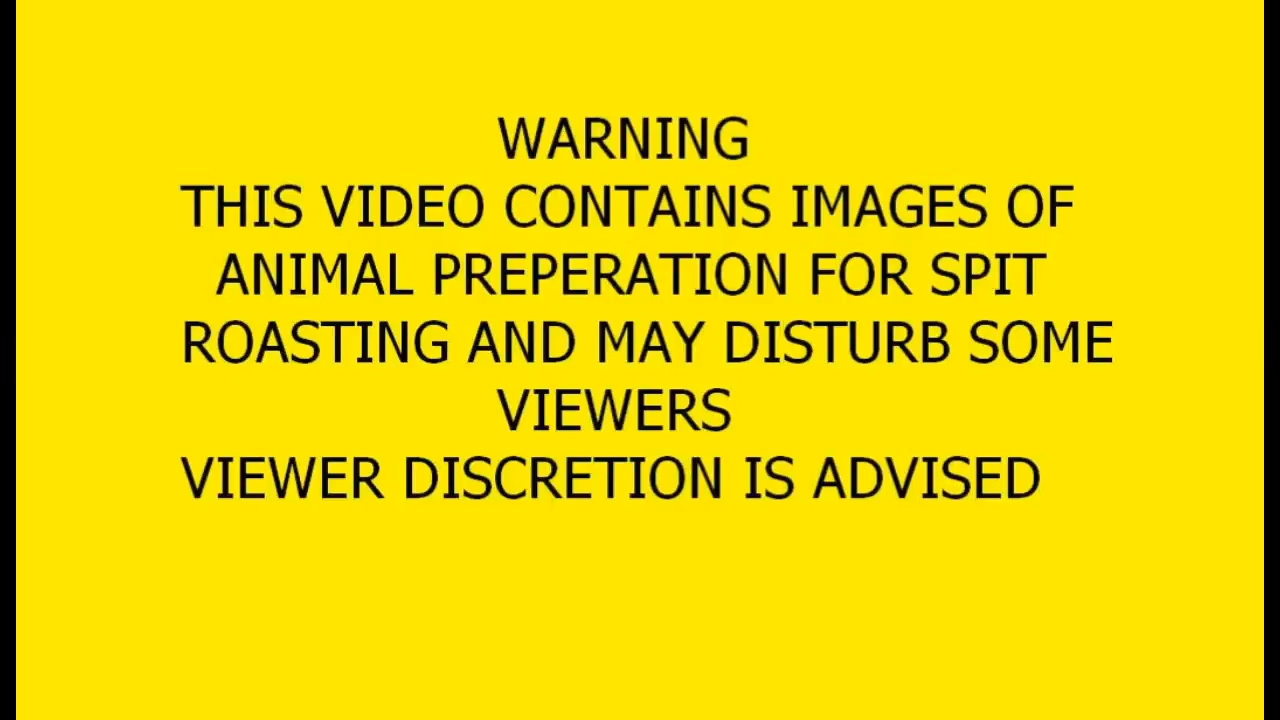 WARNING
THIS VIDEO CONTAINS IMAGES OF
ANIMAL PREPERATION FOR SPIT
ROASTING AND MAY DISTURB SOME
VIEWERS
VIEWER DISCRETION IS ADVISED